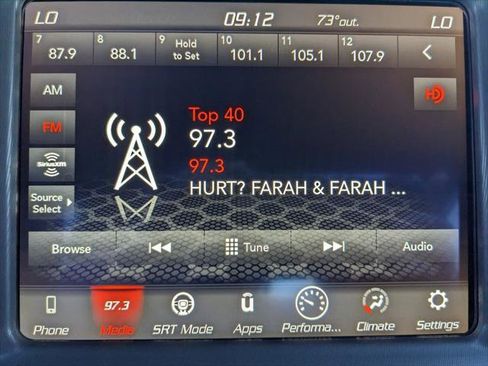 LO 09:12 73°out. LO
7 8 9 10 11 12
87.9 88.1 Hold to Set 101.1 105.1 107.9
AM
HD
FM
Top 40
97.3
97.3
HURT? FARAH & FARAH ...
SiriusXM
Source Select
Browse Tune Audio
97.3
Phone Media SRT Mode Apps Performa... Climate Settings